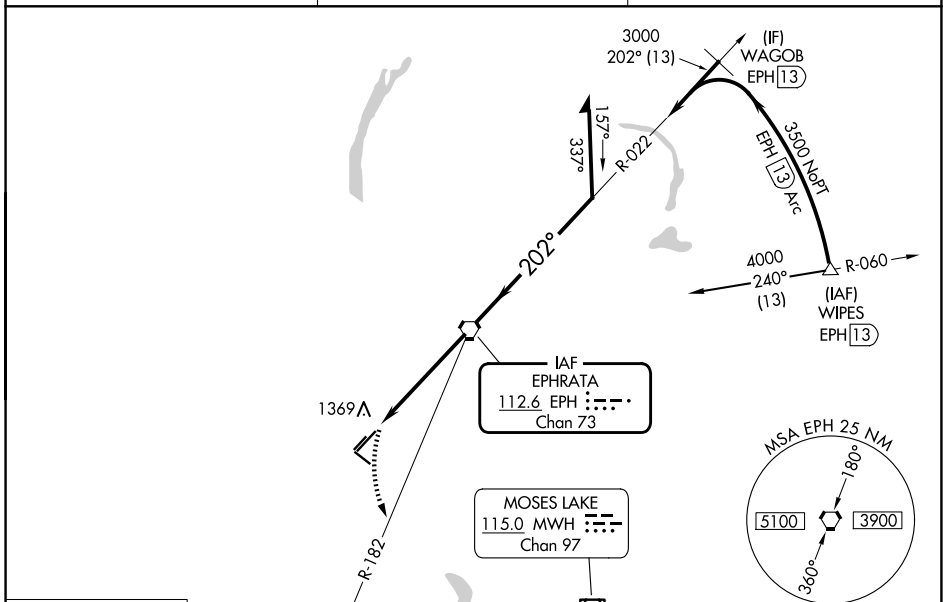 3000
202° (13)
(IF)
WAGOB
EPH 13
157°
337°
R-022
3500 NoPT
EPH 13 Arc
202°
4000
240°
(13)
R-060
(IAF)
WIPES
EPH 13
IAF
EPHRATA
112.6 EPH
Chan 73
1369
MSA EPH 25 NM
180°
5100
3900
360°
MOSES LAKE
115.0 MWH
Chan 97
R-182